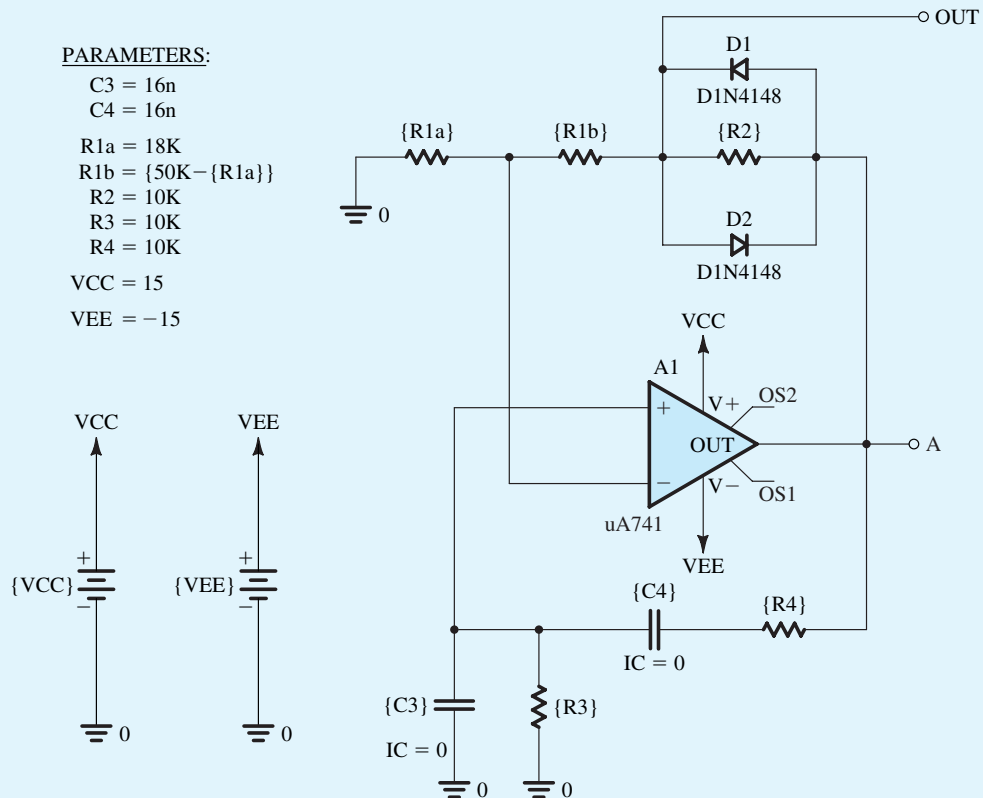 OUT
PARAMETERS:
C3 = 16n
C4 = 16n
R1a = 18K
R1b = {50K−{R1a}}
R2 = 10K
R3 = 10K
R4 = 10K
VCC = 15
VEE = −15
D1
D1N4148
{R1a}
{R1b}
{R2}
0
D2
D1N4148
VCC
A1
OS2
V+
+
OUT
A
−
V−
OS1
uA741
VEE
VCC
VEE
+
{VCC}
−
+
{VEE}
−
0
0
{C4}
IC = 0
{R4}
{C3}
IC = 0
{R3}
0
0